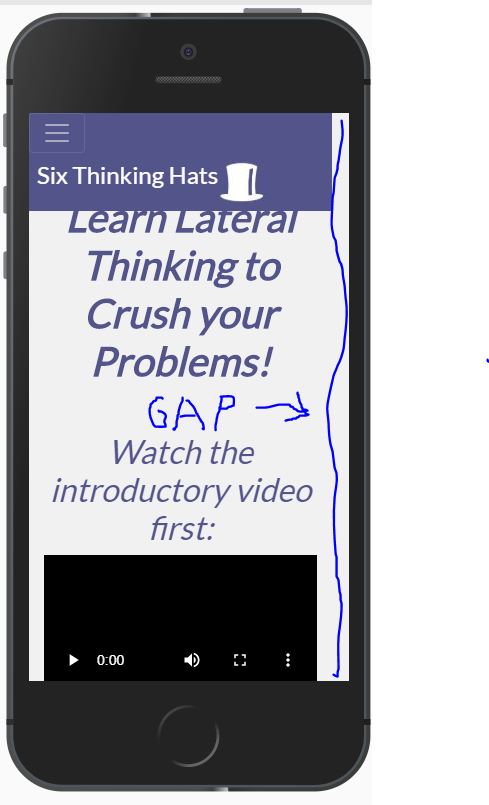 Six Thinking Hats
Learn Lateral
Thinking to
Crush your
Problems!
GAP
Watch the
introductory video
first:
0:00